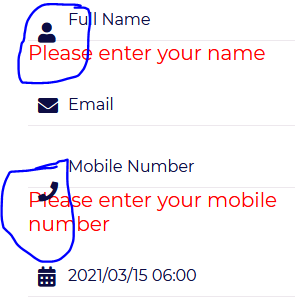 Full Name
Please enter your name
Email
Mobile Number
Please enter your mobile
number
2021/03/15 06:00